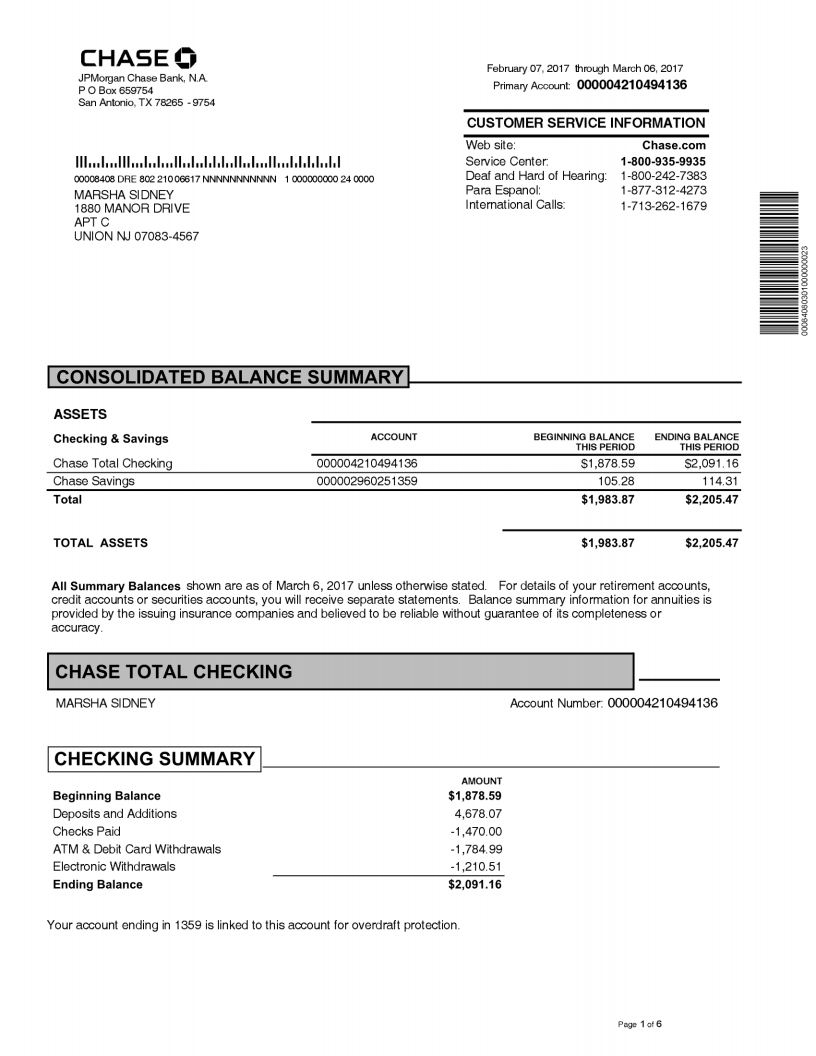 CHASE
JPMorgan Chase Bank, N.A.
P O Box 659754
San Antonio, TX 78265 - 9754
February 07, 2017 through March 06, 2017
Primary Account: 000004210494136
CUSTOMER SERVICE INFORMATION
Web site: Chase.com
Service Center: 1-800-935-9935
Deaf and Hard of Hearing: 1-800-242-7383
Para Espanol: 1-877-312-4273
International Calls: 1-713-262-1679
00008408 DRE 802 210 06617 NNNNNNNNNNN 1 000000000 24 0000
MARSHA SIDNEY
1880 MANOR DRIVE
APT C
UNION NJ 07083-4567
00084080301000000023
CONSOLIDATED BALANCE SUMMARY
ASSETS
Checking & Savings ACCOUNT BEGINNING BALANCE THIS PERIOD ENDING BALANCE THIS PERIOD
Chase Total Checking 000004210494136 $1,878.59 $2,091.16
Chase Savings 000002960251359 105.28 114.31
Total $1,983.87 $2,205.47
TOTAL ASSETS $1,983.87 $2,205.47
All Summary Balances shown are as of March 6, 2017 unless otherwise stated. For details of your retirement accounts,
credit accounts or securities accounts, you will receive separate statements. Balance summary information for annuities is
provided by the issuing insurance companies and believed to be reliable without guarantee of its completeness or
accuracy.
CHASE TOTAL CHECKING
MARSHA SIDNEY Account Number: 000004210494136
CHECKING SUMMARY
AMOUNT
Beginning Balance $1,878.59
Deposits and Additions 4,678.07
Checks Paid -1,470.00
ATM & Debit Card Withdrawals -1,784.99
Electronic Withdrawals -1,210.51
Ending Balance $2,091.16
Your account ending in 1359 is linked to this account for overdraft protection.
Page 1 of 6